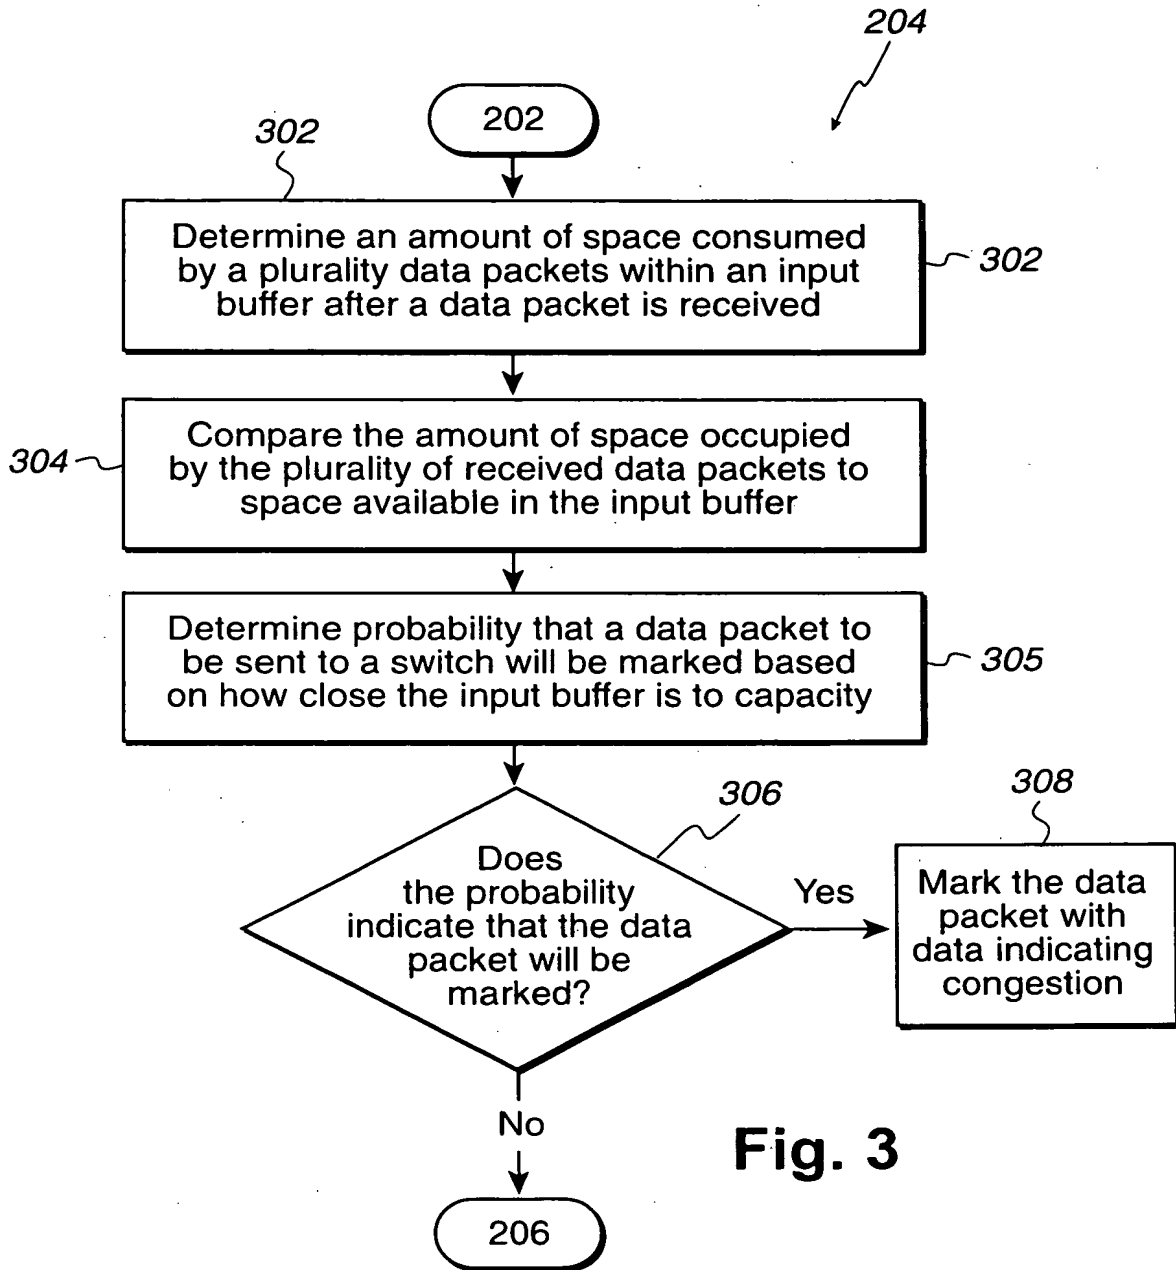 204
202
302
Determine an amount of space consumed
by a plurality data packets within an input
buffer after a data packet is received
302
304
Compare the amount of space occupied
by the plurality of received data packets to
space available in the input buffer
Determine probability that a data packet to
be sent to a switch will be marked based
on how close the input buffer is to capacity
305
306
308
Does
the probability
indicate that the data
packet will be
marked?
Yes
Mark the data
packet with
data indicating
congestion
No
Fig. 3
206